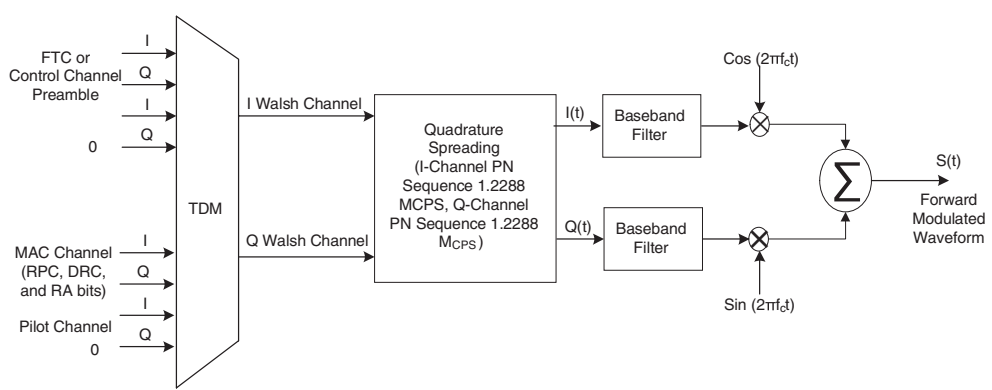 FTC or
Control Channel
Preamble
0
I
Q
I
Q
MAC Channel
(RPC, DRC,
and RA bits)
Pilot Channel
0
I
Q
I
Q
TDM
I Walsh Channel
Q Walsh Channel
Quadrature
Spreading
(I-Channel PN
Sequence 1.2288
MCPS, Q-Channel
PN Sequence 1.2288
MCPS)
I(t)
Q(t)
Baseband
Filter
Baseband
Filter
Cos (2πfct)
Sin (2πfct)
Σ
S(t)
Forward
Modulated
Waveform